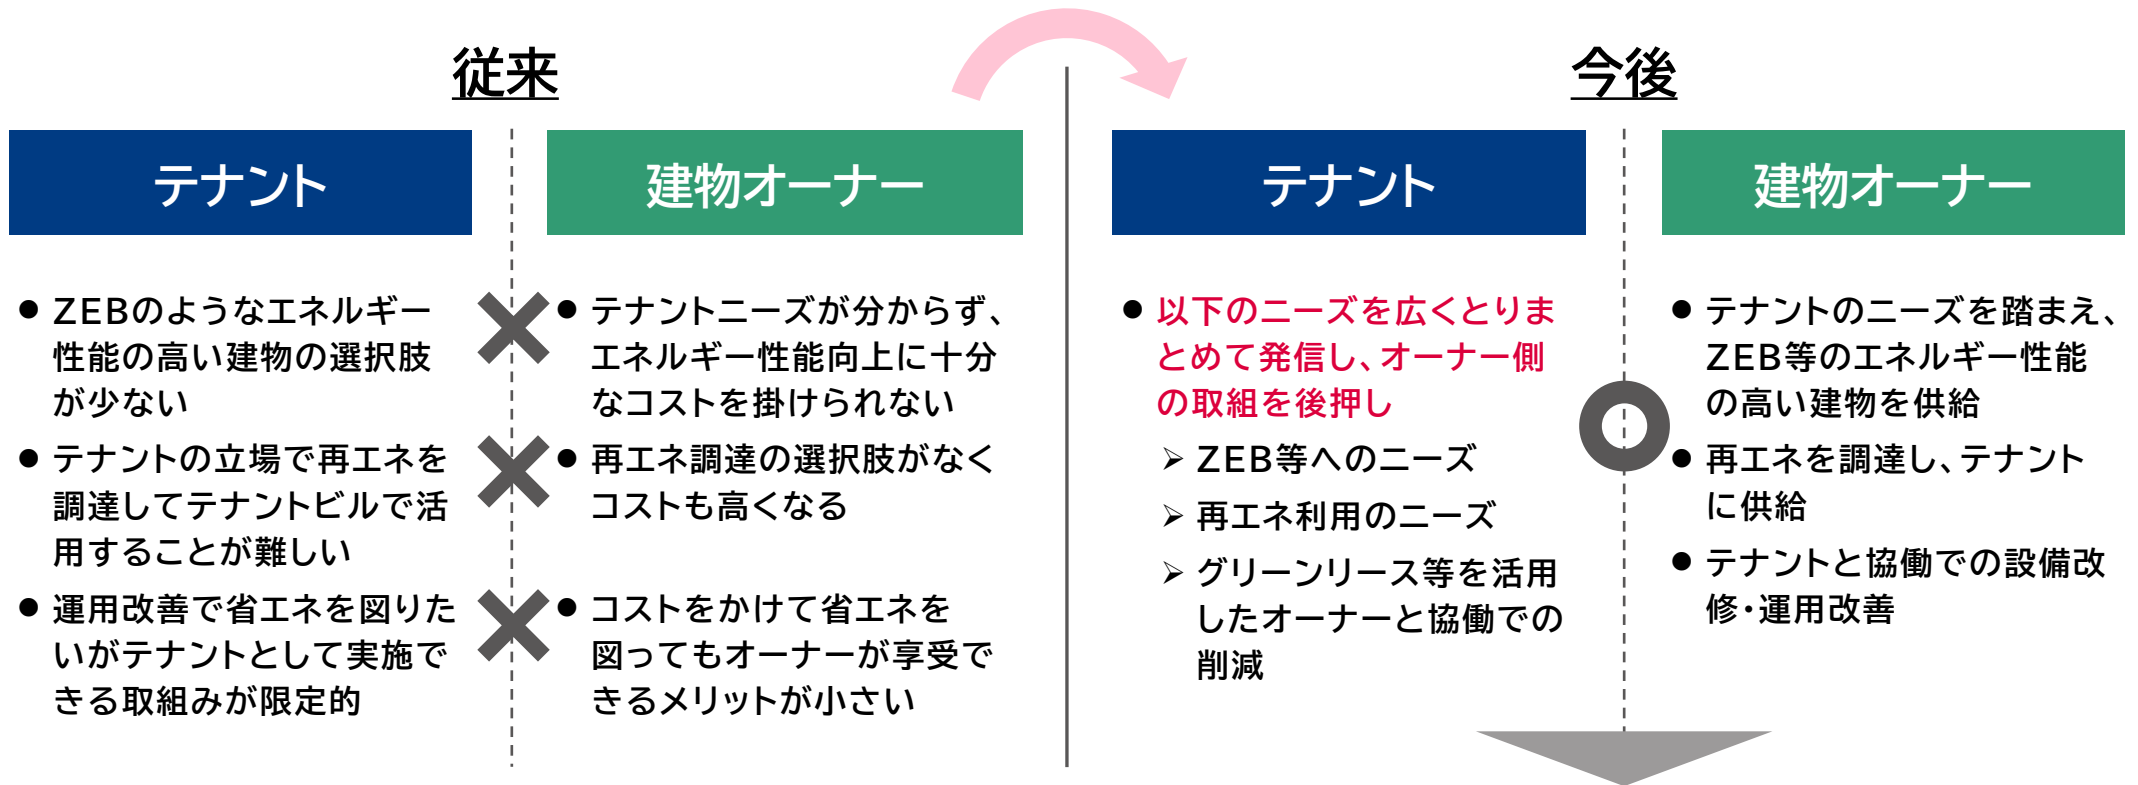 従来
テナント
建物オーナー
● ZEBのようなエネルギー
性能の高い建物の選択肢
が少ない
● テナントの立場で再エネを
調達してテナントビルで活
用することが難しい
● 運用改善で省エネを図りた
いがテナントとして実施で
きる取組みが限定的
● テナントニーズが分からず、
エネルギー性能向上に十分
なコストを掛けられない
● 再エネ調達の選択肢がなく
コストも高くなる
● コストをかけて省エネを
図ってもオーナーが享受で
きるメリットが小さい
今後
テナント
建物オーナー
● 以下のニーズを広くとりま
とめて発信し、オーナー側
の取組を後押し
➢ ZEB等へのニーズ
➢ 再エネ利用のニーズ
➢ グリーンリース等を活用
したオーナーと協働での
削減
● テナントのニーズを踏まえ、
ZEB等のエネルギー性能
の高い建物を供給
● 再エネを調達し、テナント
に供給
● テナントと協働での設備改
修・運用改善